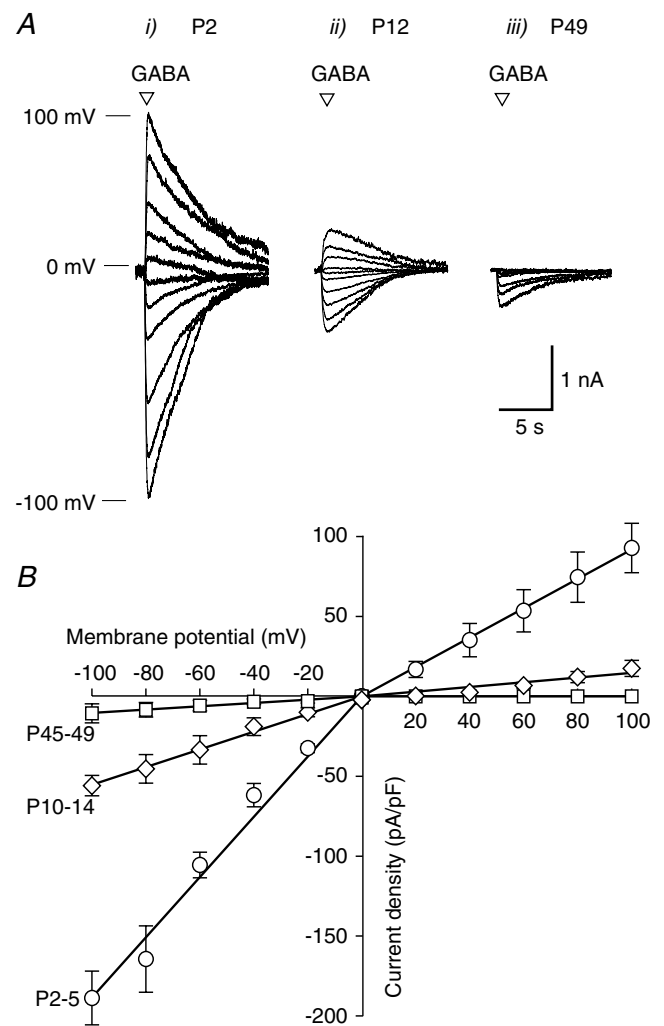 A
i) P2
ii) P12
iii) P49
GABA
GABA
GABA
100 mV
0 mV
-100 mV
1 nA
5 s
B
Membrane potential (mV)
-100 -80 -60 -40 -20
20 40 60 80 100
100
50
-50
-100
-150
-200
Current density (pA/pF)
P45-49
P10-14
P2-5